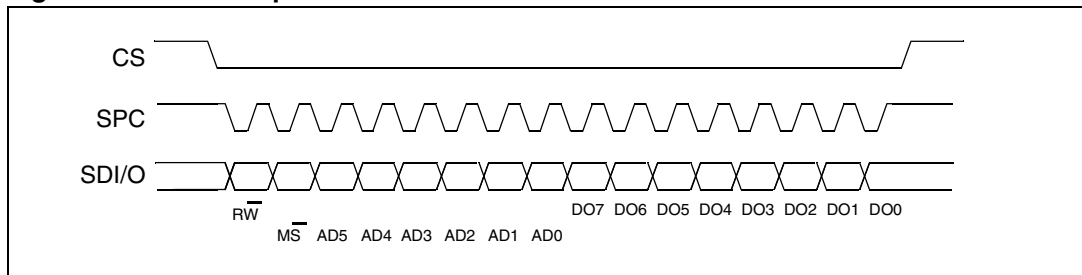 CS
SPC
SDI/O
RW DO7 DO6 DO5 DO4 DO3 DO2 DO1 DO0
MS AD5 AD4 AD3 AD2 AD1 AD0